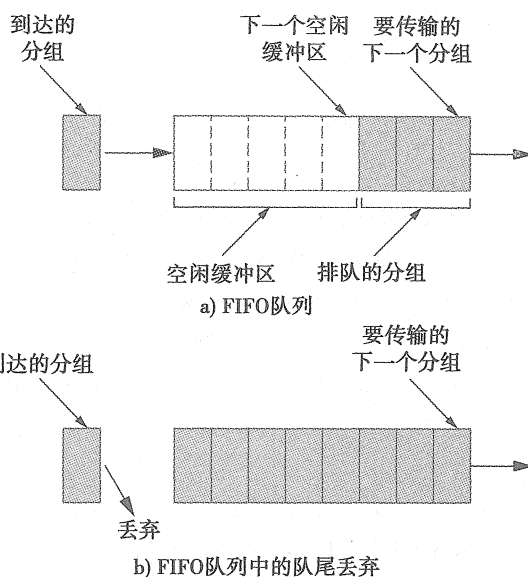 到达的
分组
下一个空闲
缓冲区
要传输的
下一个分组
空闲缓冲区
排队的分组
a) FIFO队列
达的分组
要传输的
下一个分组
丢弃
b) FIFO队列中的队尾丢弃